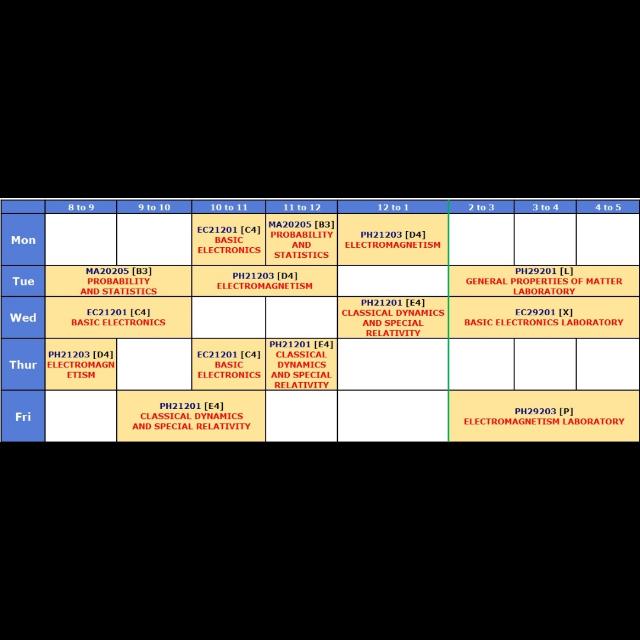 8 to 9 9 to 10 10 to 11 11 to 12 12 to 1 2 to 3 3 to 4 4 to 5
Mon
EC21201 [C4]
BASIC
ELECTRONICS
MA20205 [B3]
PROBABILITY
AND
STATISTICS
PH21203 [D4]
ELECTROMAGNETISM
Tue
MA20205 [B3]
PROBABILITY
AND STATISTICS
PH21203 [D4]
ELECTROMAGNETISM
PH29201 [L]
GENERAL PROPERTIES OF MATTER
LABORATORY
Wed
EC21201 [C4]
BASIC ELECTRONICS
PH21201 [E4]
CLASSICAL DYNAMICS
AND SPECIAL
RELATIVITY
EC29201 [X]
BASIC ELECTRONICS LABORATORY
Thur
PH21203 [D4]
ELECTROMAGN
ETISM
EC21201 [C4]
BASIC
ELECTRONICS
PH21201 [E4]
CLASSICAL
DYNAMICS
AND SPECIAL
RELATIVITY
Fri
PH21201 [E4]
CLASSICAL DYNAMICS
AND SPECIAL RELATIVITY
PH29203 [P]
ELECTROMAGNETISM LABORATORY